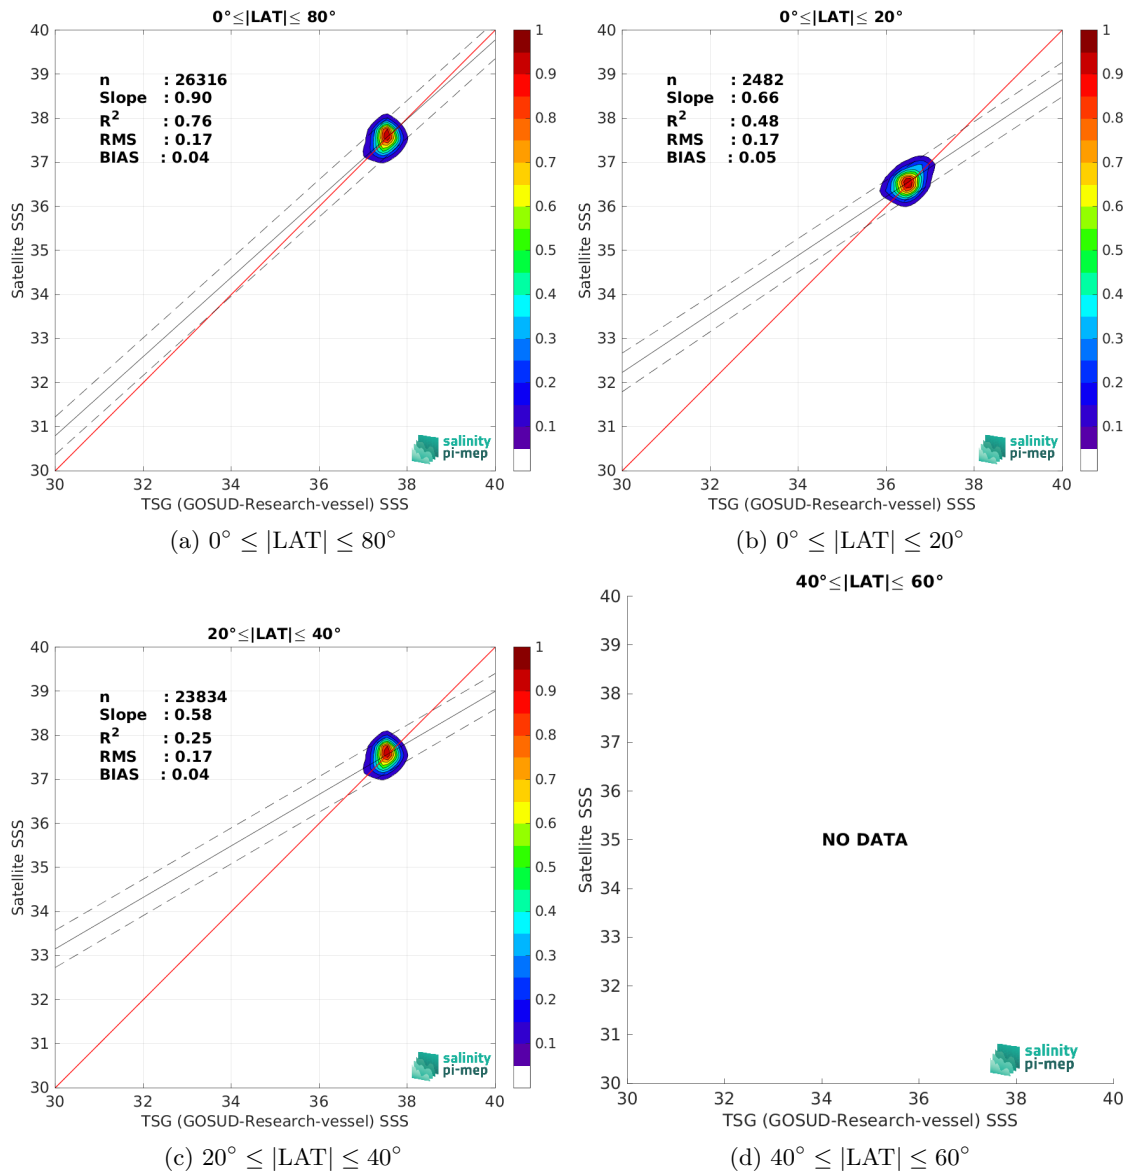 0°≤|LAT|≤ 80°
40
39
38
37
36
35
34
33
32
31
30
Satellite SSS
n : 26316
Slope : 0.90
R² : 0.76
RMS : 0.17
BIAS : 0.04
salinity
pi-mep
30 32 34 36 38 40
TSG (GOSUD-Research-vessel) SSS
1
0.9
0.8
0.7
0.6
0.5
0.4
0.3
0.2
0.1
(a) 0° ≤ |LAT| ≤ 80°
0°≤|LAT|≤ 20°
40
39
38
37
36
35
34
33
32
31
30
Satellite SSS
n : 2482
Slope : 0.66
R² : 0.48
RMS : 0.17
BIAS : 0.05
salinity
pi-mep
30 32 34 36 38 40
TSG (GOSUD-Research-vessel) SSS
1
0.9
0.8
0.7
0.6
0.5
0.4
0.3
0.2
0.1
(b) 0° ≤ |LAT| ≤ 20°
20°≤|LAT|≤ 40°
40
39
38
37
36
35
34
33
32
31
30
Satellite SSS
n : 23834
Slope : 0.58
R² : 0.25
RMS : 0.17
BIAS : 0.04
salinity
pi-mep
30 32 34 36 38 40
TSG (GOSUD-Research-vessel) SSS
1
0.9
0.8
0.7
0.6
0.5
0.4
0.3
0.2
0.1
(c) 20° ≤ |LAT| ≤ 40°
40°≤|LAT|≤ 60°
40
39
38
37
36
35
34
33
32
31
30
Satellite SSS
NO DATA
salinity
pi-mep
30 32 34 36 38 40
TSG (GOSUD-Research-vessel) SSS
(d) 40° ≤ |LAT| ≤ 60°